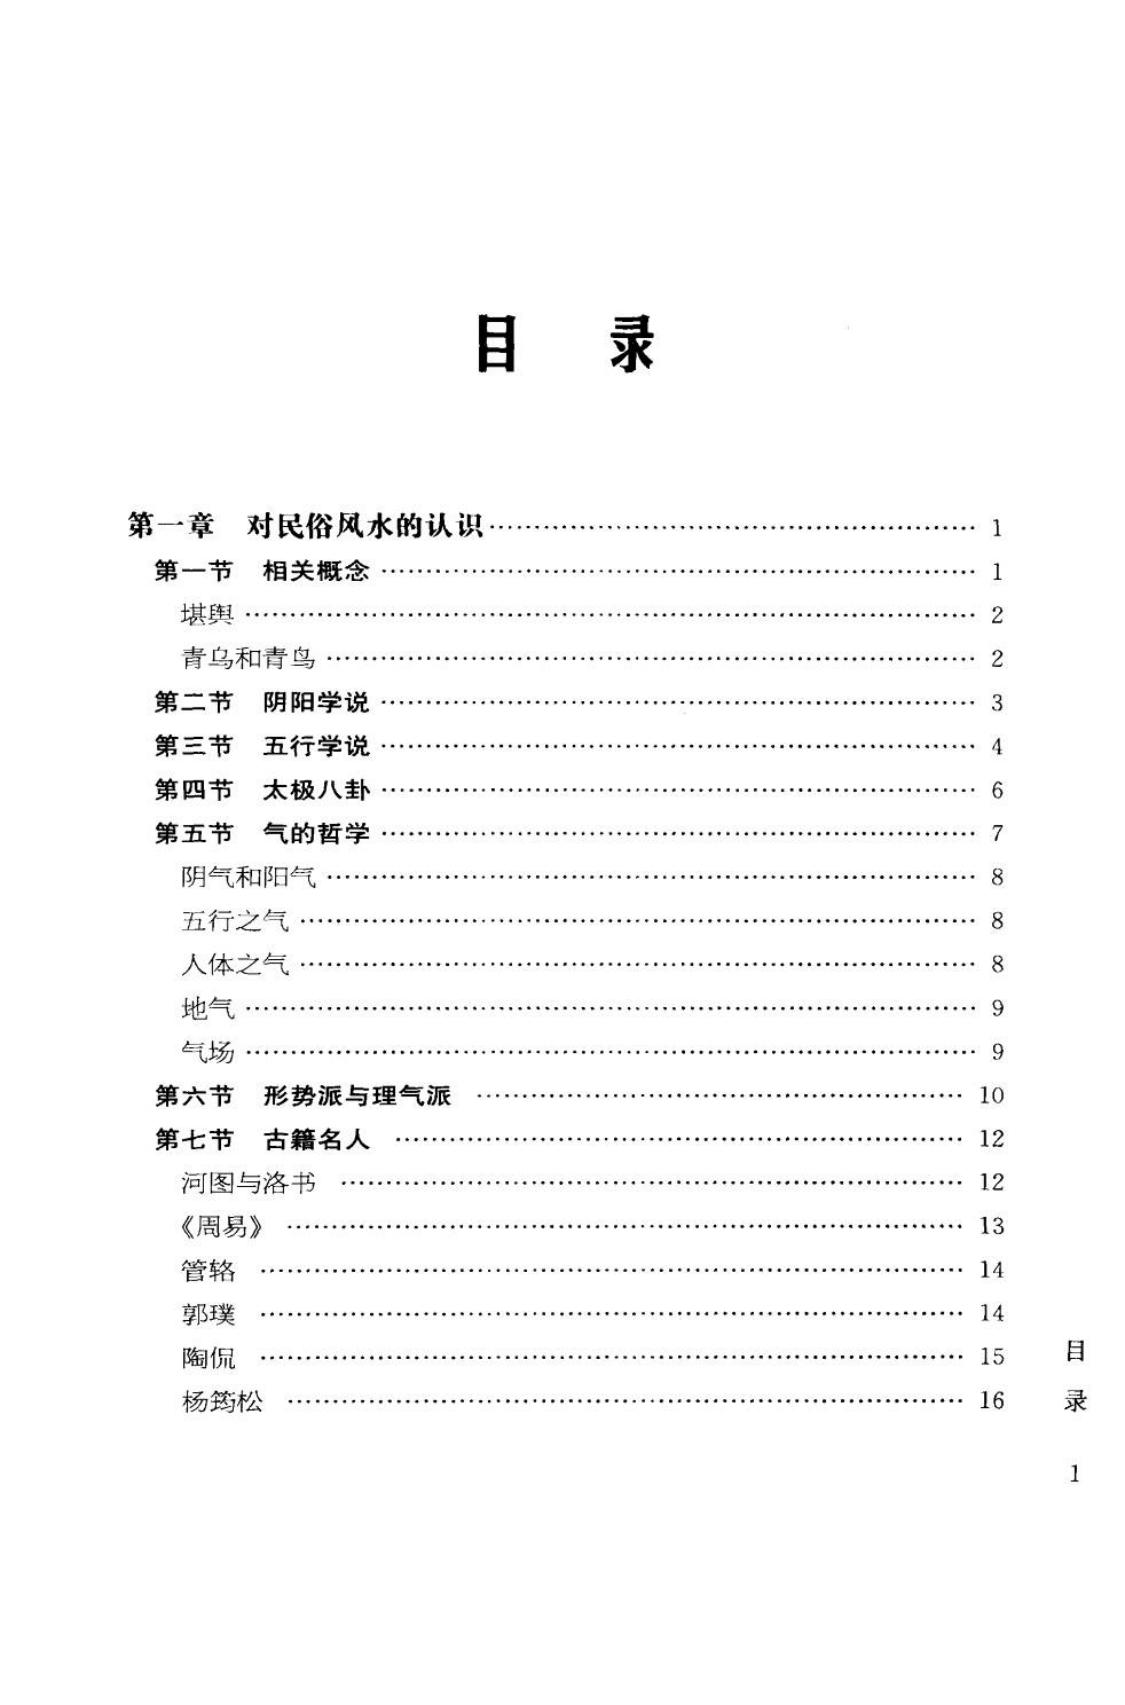 目 录
第一章 对民俗风水的认识 …… 1
第一节 相关概念 …… 1
堪舆 …… 2
青乌和青鸟 …… 2
第二节 阴阳学说 …… 3
第三节 五行学说 …… 4
第四节 太极八卦 …… 6
第五节 气的哲学 …… 7
阴气和阳气 …… 8
五行之气 …… 8
人体之气 …… 8
地气 …… 9
气场 …… 9
第六节 形势派与理气派 …… 10
第七节 古籍名人 …… 12
河图与洛书 …… 12
《周易》 …… 13
管辂 …… 14
郭璞 …… 14
陶侃 …… 15
杨筠松 …… 16
目
录
1